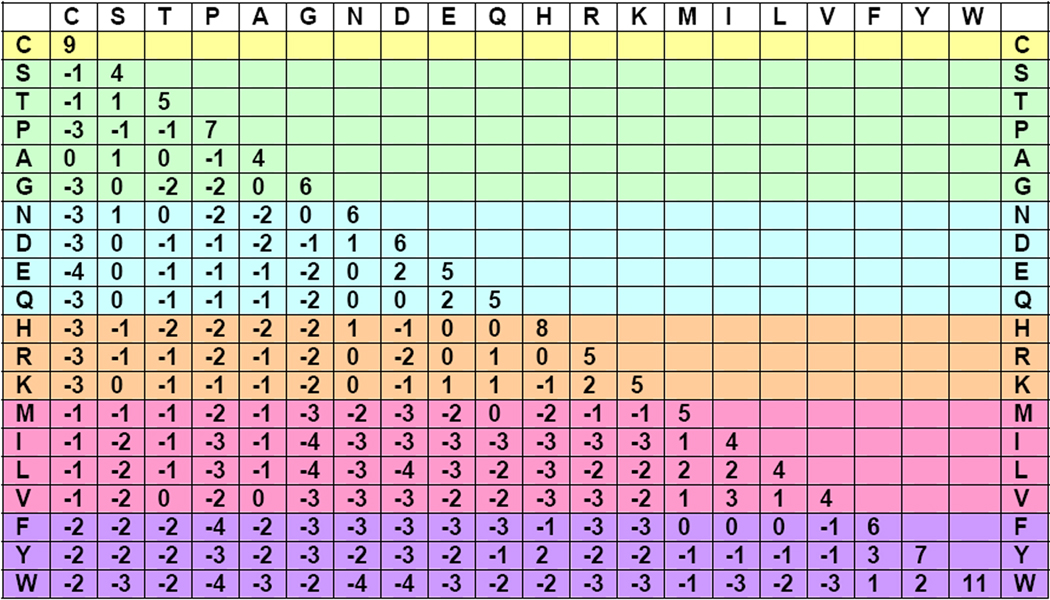 C S T P A G N D E Q H R K M I L V F Y W
C 9 C
S -1 4 S
T -1 1 5 T
P -3 -1 -1 7 P
A 0 1 0 -1 4 A
G -3 0 -2 -2 0 6 G
N -3 1 0 -2 -2 0 6 N
D -3 0 -1 -1 -2 -1 1 6 D
E -4 0 -1 -1 -1 -2 0 2 5 E
Q -3 0 -1 -1 -1 -2 0 0 2 5 Q
H -3 -1 -2 -2 -2 -2 1 -1 0 0 8 H
R -3 -1 -1 -2 -1 -2 0 -2 0 1 0 5 R
K -3 0 -1 -1 -1 -2 0 -1 1 1 -1 2 5 K
M -1 -1 -1 -2 -1 -3 -2 -3 -2 0 -2 -1 -1 5 M
I -1 -2 -1 -3 -1 -4 -3 -3 -3 -3 -3 -3 -3 1 4 I
L -1 -2 -1 -3 -1 -4 -3 -4 -3 -2 -3 -2 -2 2 2 4 L
V -1 -2 0 -2 0 -3 -3 -3 -2 -2 -3 -3 -2 1 3 1 4 V
F -2 -2 -2 -4 -2 -3 -3 -3 -3 -3 -1 -3 -3 0 0 0 -1 6 F
Y -2 -2 -2 -3 -2 -3 -2 -3 -2 -1 2 -2 -2 -1 -1 -1 -1 3 7 Y
W -2 -3 -2 -4 -3 -2 -4 -4 -3 -2 -2 -3 -3 -1 -3 -2 -3 1 2 11 W